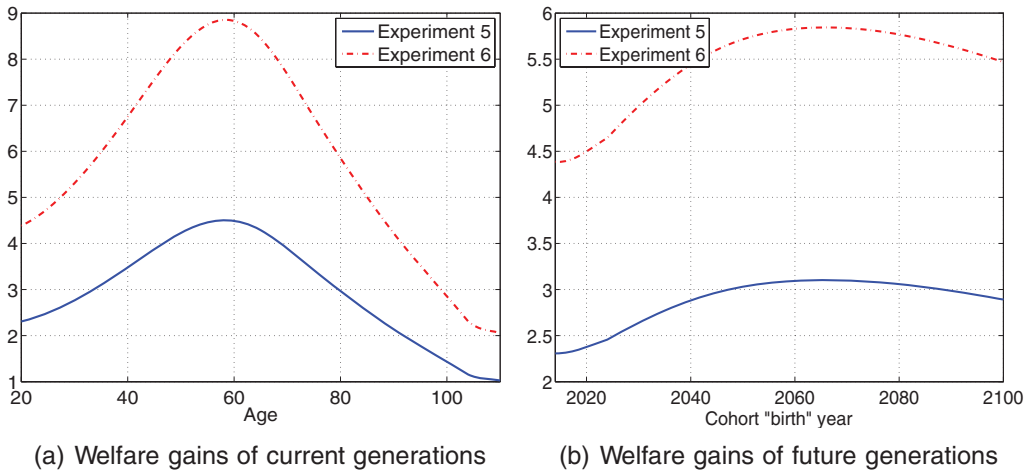 9
8
7
6
5
4
3
2
1
20 40 60 80 100
Age
Experiment 5
Experiment 6
(a) Welfare gains of current generations
6
5.5
5
4.5
4
3.5
3
2.5
2
2020 2040 2060 2080 2100
Cohort "birth" year
Experiment 5
Experiment 6
(b) Welfare gains of future generations